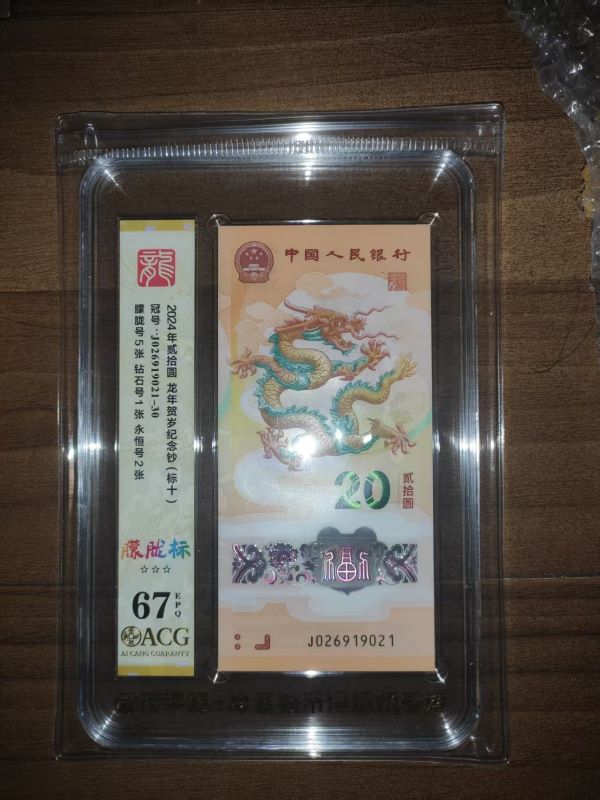 龍
2024年贰拾圆 龙年贺岁纪念钞（标十）
冠号：J026919021-30
朦胧号5张 钻石号1张 永恒号2张
朦胧标
☆☆☆
67 EPQ
ACG
AI CANG GUARANTY
中国人民银行
龍
20
贰拾圆
福
J026919021